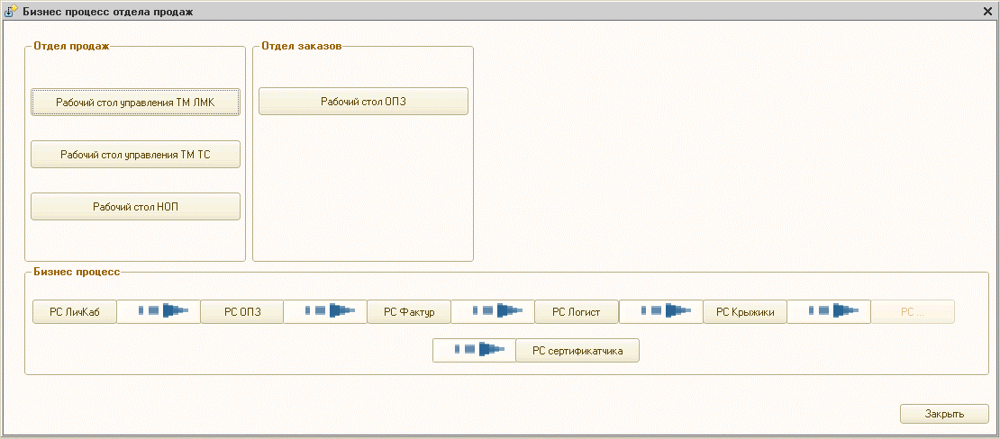 Бизнес процесс отдела продаж
Отдел продаж
Рабочий стол управления ТМ ЛМК
Рабочий стол управления ТМ ТС
Рабочий стол НОП
Отдел заказов
Рабочий стол ОПЗ
Бизнес процесс
РС ЛичКаб РС ОПЗ РС Фактур РС Логист РС Крыжики РС ...
РС сертификатчика
Закрыть